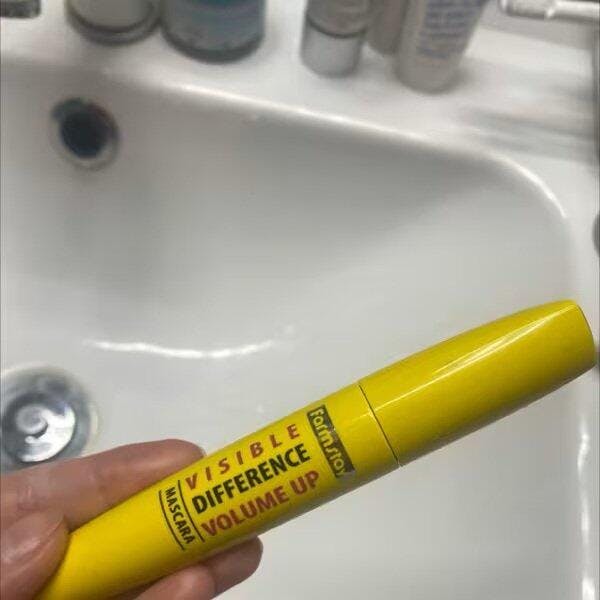 farmstay
VISIBLE
DIFFERENCE
VOLUME UP
MASCARA